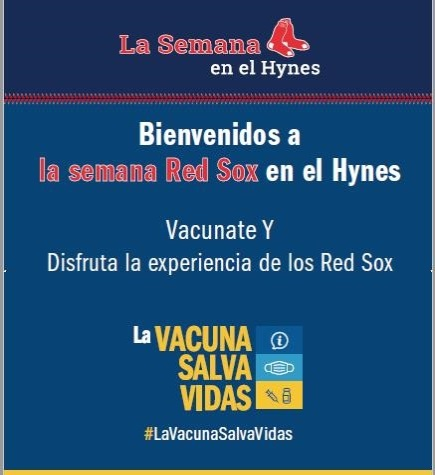 La Semana
en el Hynes
Bienvenidos a
la semana Red Sox en el Hynes
Vacunate Y
Disfruta la experiencia de los Red Sox
La VACUNA
SALVA
VIDAS
#LaVacunaSalvaVidas